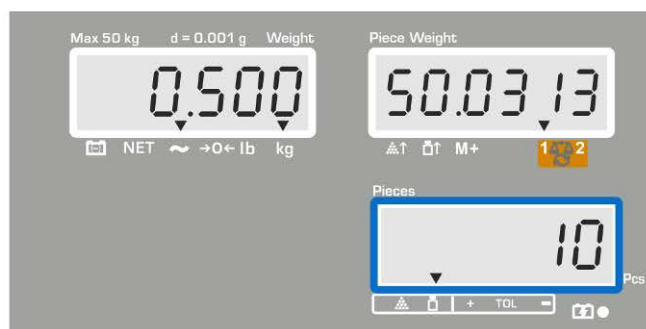 Max 50 kg d = 0.001 g Weight
0.500
NET →0← lb kg
Piece Weight
50.0313
M+ 1 2
Pieces
10
Pcs
+ TOL −